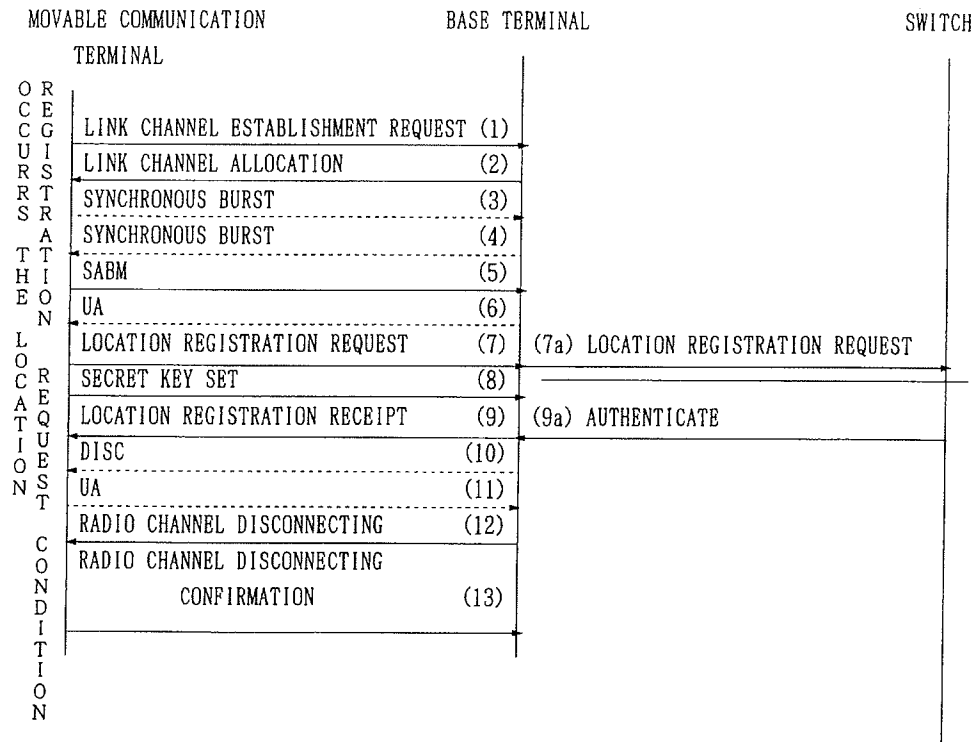 MOVABLE COMMUNICATION TERMINAL
BASE TERMINAL
SWITCH
OCCURRS THE LOCATION
REGISTRATION REQUEST CONDITION
LINK CHANNEL ESTABLISHMENT REQUEST (1)
LINK CHANNEL ALLOCATION (2)
SYNCHRONOUS BURST (3)
SYNCHRONOUS BURST (4)
SABM (5)
UA (6)
LOCATION REGISTRATION REQUEST (7)
(7a) LOCATION REGISTRATION REQUEST
SECRET KEY SET (8)
LOCATION REGISTRATION RECEIPT (9)
(9a) AUTHENTICATE
DISC (10)
UA (11)
RADIO CHANNEL DISCONNECTING (12)
RADIO CHANNEL DISCONNECTING
CONFIRMATION (13)